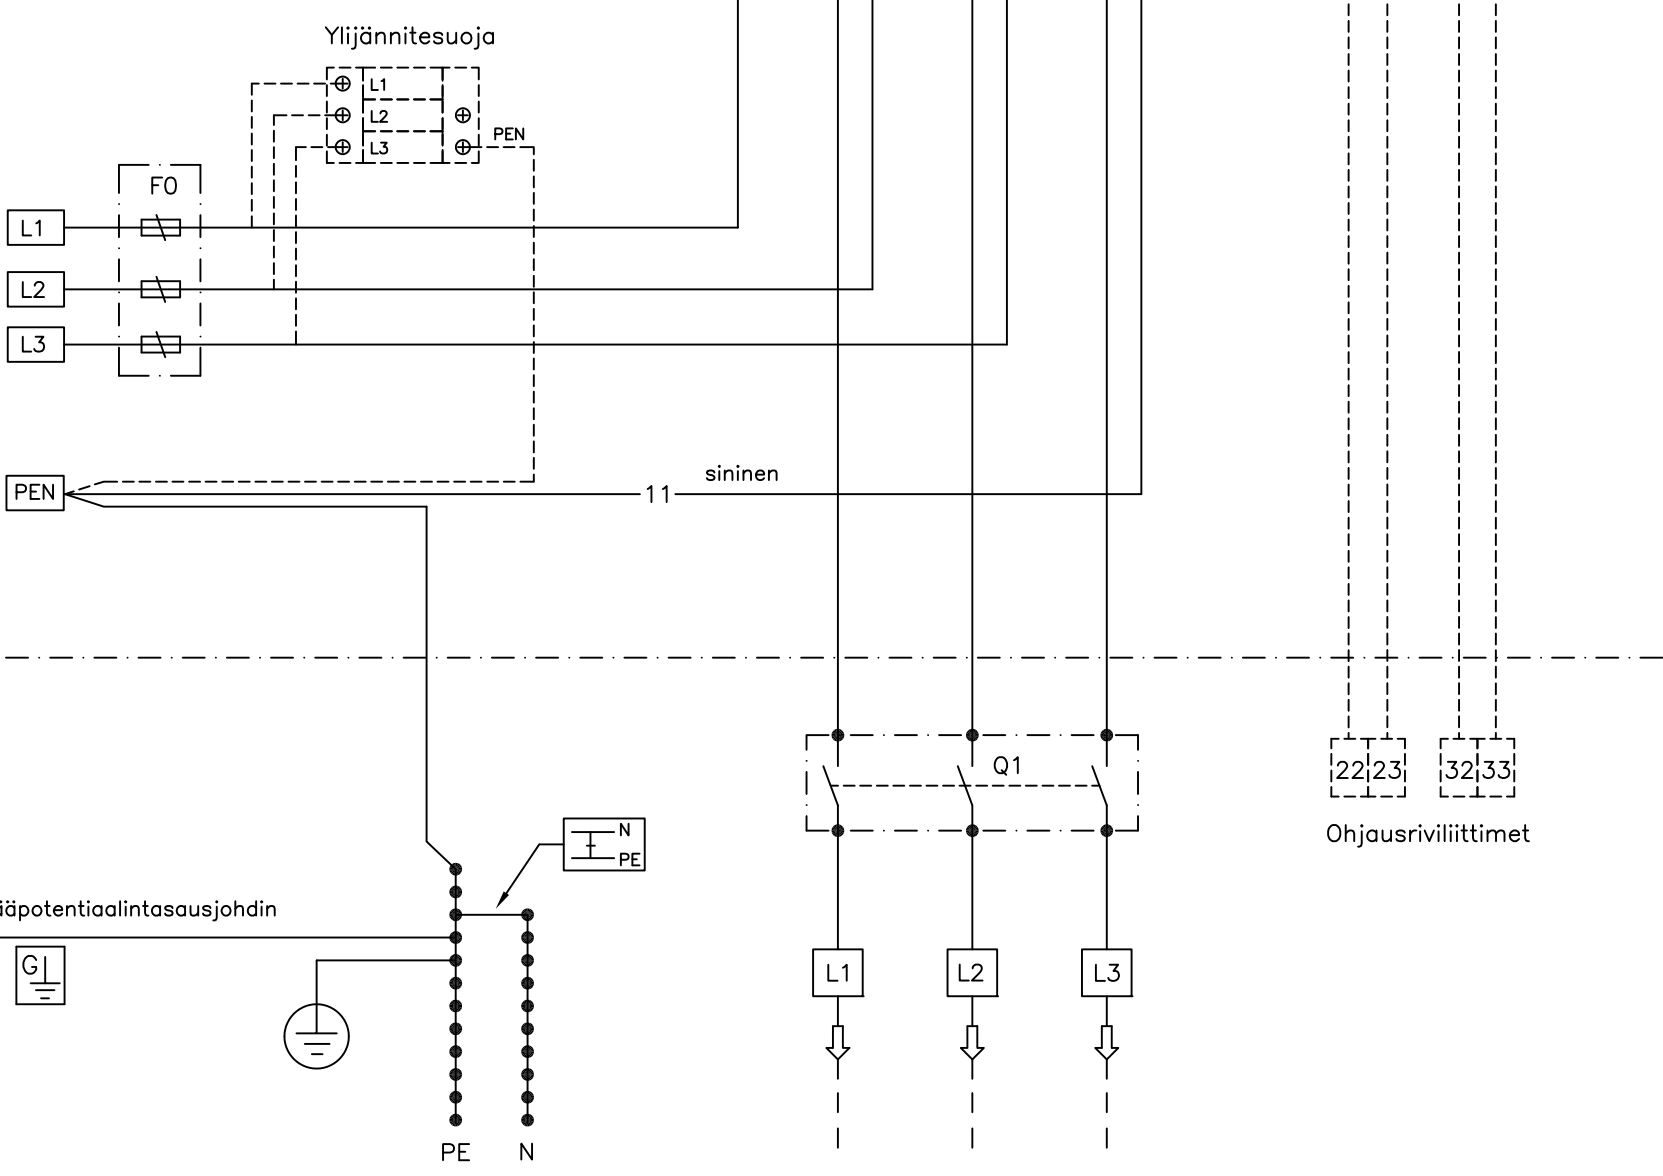 Ylijännitesuoja
L1
L2
L3
PEN
F0
L1
L2
L3
PEN
11
sininen
Q1
22 23 32 33
Ohjausriviliittimet
N
PE
ääpotentiaalintasausjohdin
G
L1 L2 L3
PE N